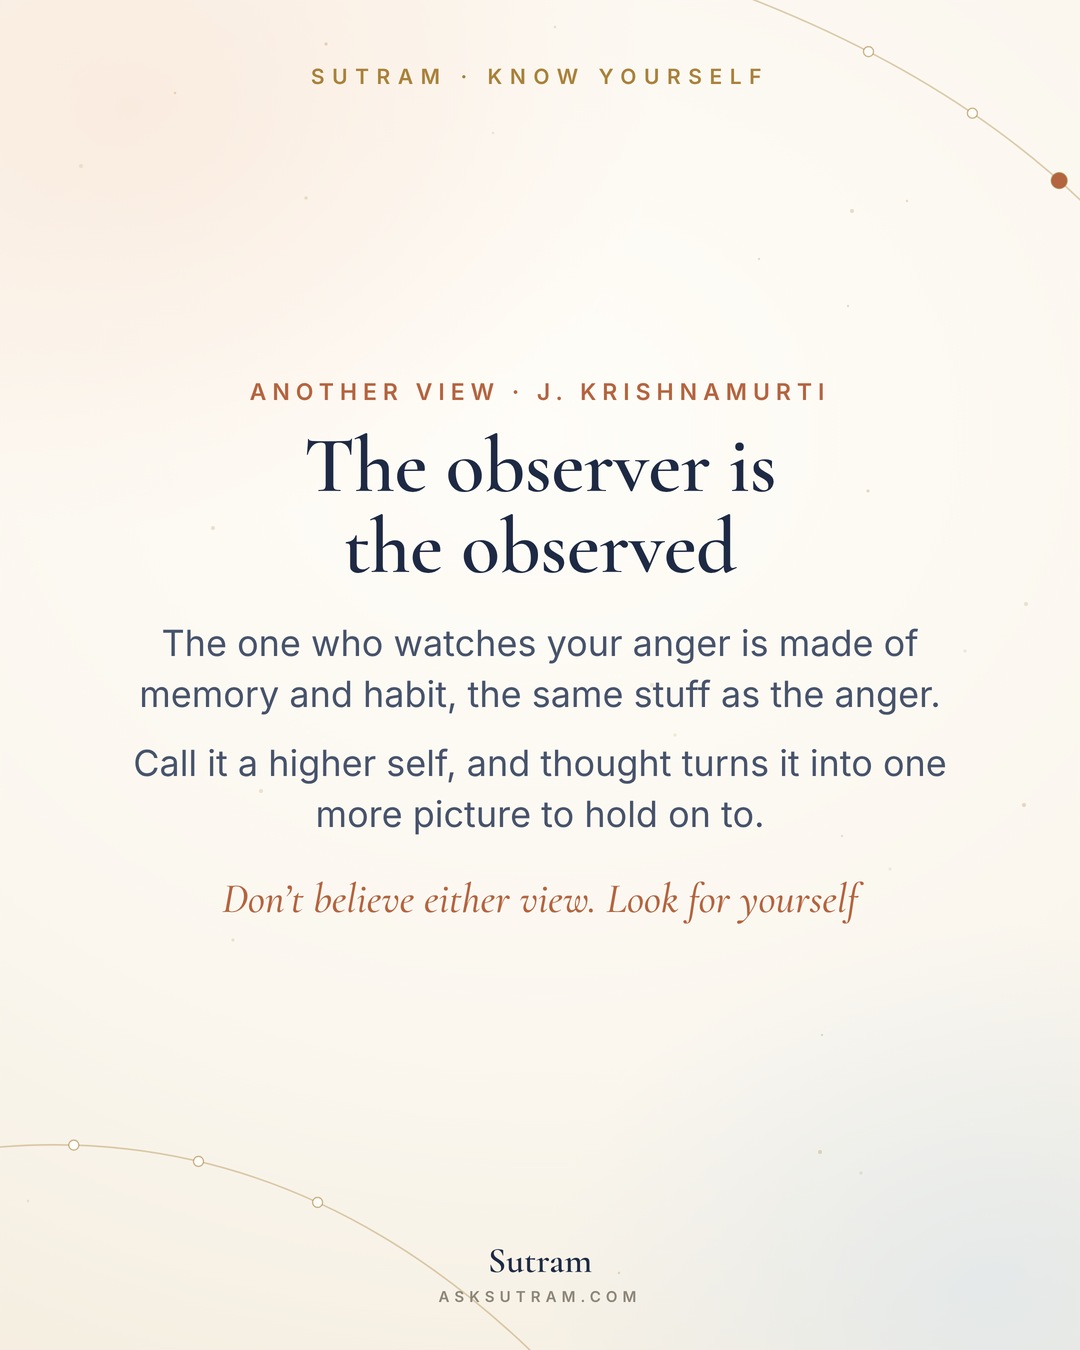 SUTRAM · KNOW YOURSELF
ANOTHER VIEW · J. KRISHNAMURTI
The observer is
the observed
The one who watches your anger is made of
memory and habit, the same stuff as the anger.
Call it a higher self, and thought turns it into one
more picture to hold on to.
Don’t believe either view. Look for yourself
Sutram
ASKSUTRAM.COM